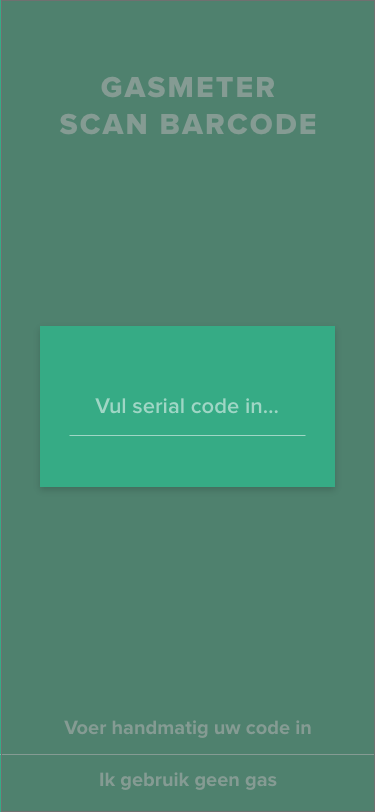 GASMETER
SCAN BARCODE
Vul serial code in...
Voer handmatig uw code in
Ik gebruik geen gas